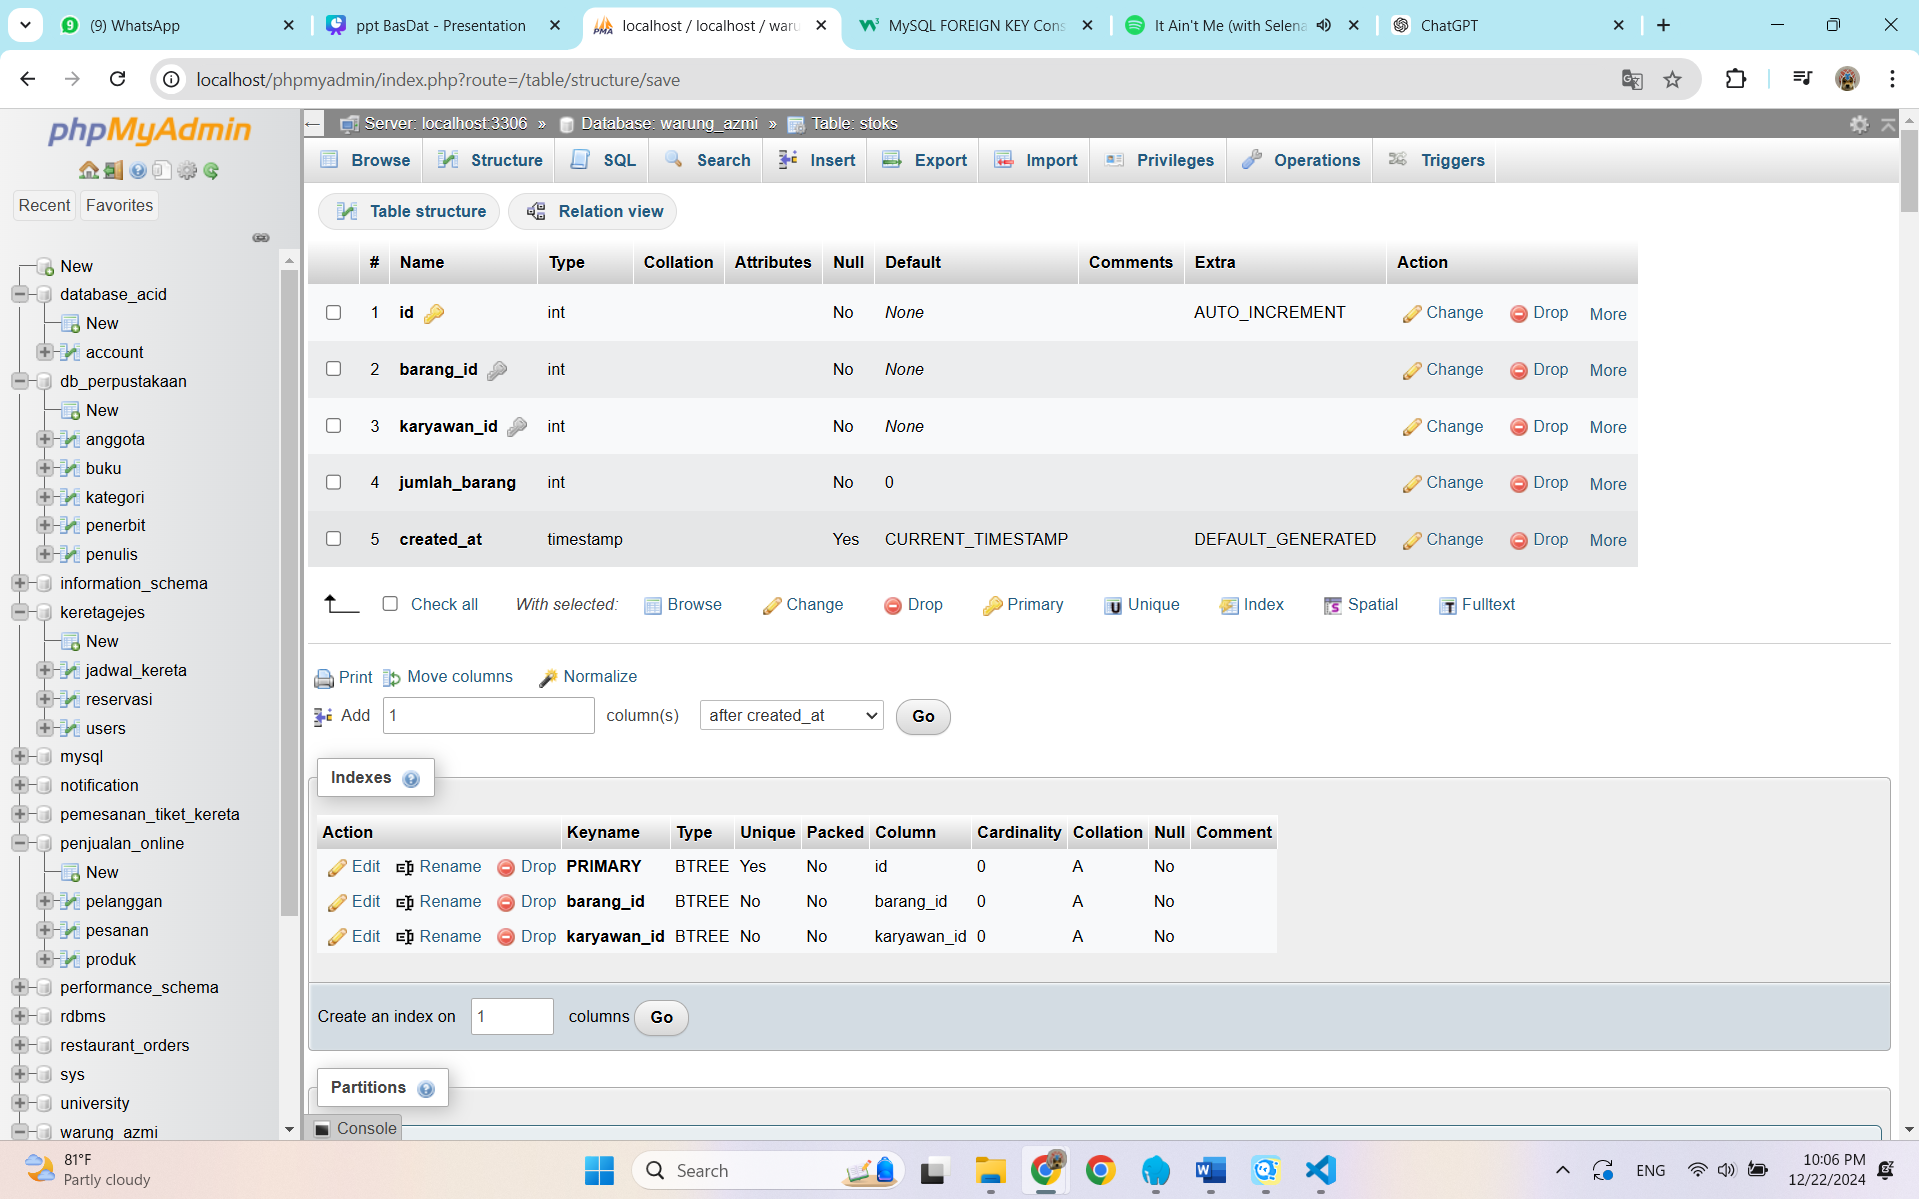 (9) WhatsApp
ppt BasDat - Presentation
localhost / localhost / waru
MySQL FOREIGN KEY Cons
It Ain't Me (with Selena
ChatGPT
localhost/phpmyadmin/index.php?route=/table/structure/save
phpMyAdmin
Recent Favorites
New
database_acid
New
account
db_perpustakaan
New
anggota
buku
kategori
penerbit
penulis
information_schema
keretagejes
New
jadwal_kereta
reservasi
users
mysql
notification
pemesanan_tiket_kereta
penjualan_online
New
pelanggan
pesanan
produk
performance_schema
rdbms
restaurant_orders
sys
university
warung_azmi
Server: localhost:3306 » Database: warung_azmi » Table: stoks
Browse Structure SQL Search Insert Export Import Privileges Operations Triggers
Table structure Relation view
# Name Type Collation Attributes Null Default Comments Extra Action
1 id int No None AUTO_INCREMENT Change Drop More
2 barang_id int No None Change Drop More
3 karyawan_id int No None Change Drop More
4 jumlah_barang int No 0 Change Drop More
5 created_at timestamp Yes CURRENT_TIMESTAMP DEFAULT_GENERATED Change Drop More
Check all With selected: Browse Change Drop Primary Unique Index Spatial Fulltext
Print Move columns Normalize
Add 1 column(s) after created_at Go
Indexes
Action Keyname Type Unique Packed Column Cardinality Collation Null Comment
Edit Rename Drop PRIMARY BTREE Yes No id 0 A No
Edit Rename Drop barang_id BTREE No No barang_id 0 A No
Edit Rename Drop karyawan_id BTREE No No karyawan_id 0 A No
Create an index on 1 columns Go
Partitions
Console
81°F
Partly cloudy
Search
ENG
10:06 PM
12/22/2024